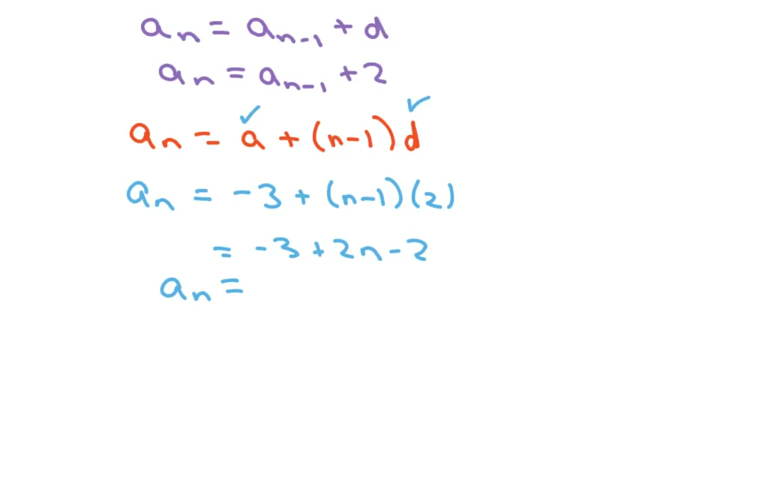 aₙ = aₙ₋₁ + d
aₙ = aₙ₋₁ + 2
aₙ = a + (n-1)d
aₙ = -3 + (n-1)(2)
= -3 + 2n - 2
aₙ =